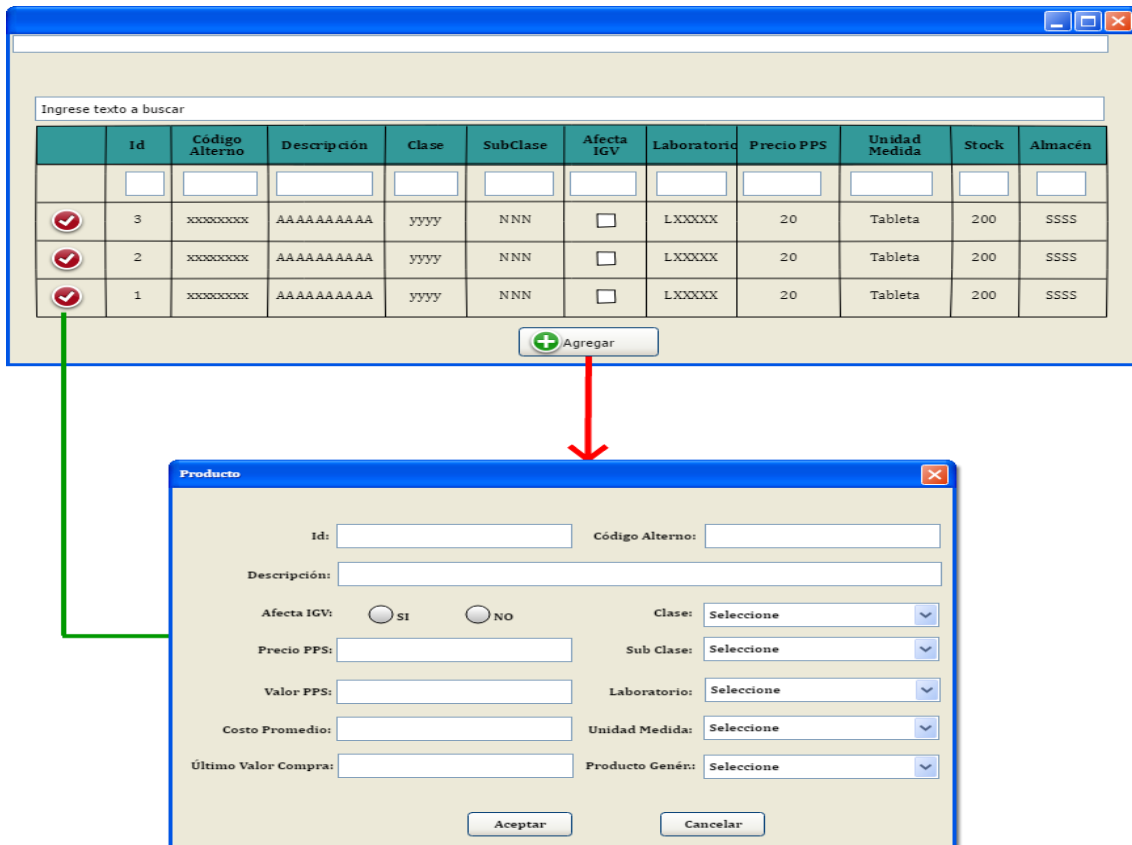 Ingrese texto a buscar
Id Código Alterno Descripción Clase SubClase Afecta IGV Laboratorio Precio PPS Unidad Medida Stock Almacén
3 xxxxxxxx AAAAAAAAAA yyyy NNN LXXXXX 20 Tableta 200 SSSS
2 xxxxxxxx AAAAAAAAAA yyyy NNN LXXXXX 20 Tableta 200 SSSS
1 xxxxxxxx AAAAAAAAAA yyyy NNN LXXXXX 20 Tableta 200 SSSS
Agregar
Producto
Id: Código Alterno:
Descripción:
Afecta IGV: SI NO Clase: Seleccione
Precio PPS: Sub Clase: Seleccione
Valor PPS: Laboratorio: Seleccione
Costo Promedio: Unidad Medida: Seleccione
Último Valor Compra: Producto Genér.: Seleccione
Aceptar Cancelar